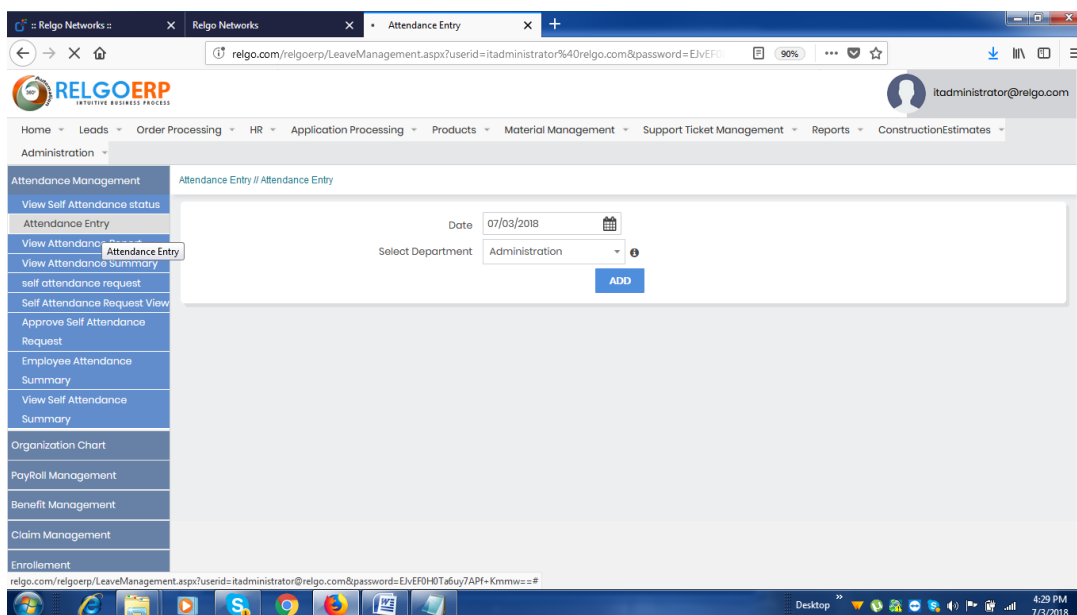 :: Relgo Networks ::
Relgo Networks
Attendance Entry
relgo.com/relgoerp/LeaveManagement.aspx?userid=itadministrator%40relgo.com&password=EJvEF0
90%
360°
RELGOERP
INTUITIVE BUSINESS PROCESS
itadministrator@relgo.com
Home Leads Order Processing HR Application Processing Products Material Management Support Ticket Management Reports ConstructionEstimates
Administration
Attendance Management
Attendance Entry // Attendance Entry
View Self Attendance status
Attendance Entry
Date 07/03/2018
View Attendance Report
Attendance Entry
Select Department Administration
View Attendance Summary
self attendance request
ADD
Self Attendance Request View
Approve Self Attendance
Request
Employee Attendance
Summary
View Self Attendance
Summary
Organization Chart
PayRoll Management
Benefit Management
Claim Management
Enrollement
relgo.com/relgoerp/LeaveManagement.aspx?userid=itadministrator@relgo.com&password=EJvEF0H0Ta6uy7APf+Kmmw==#
Desktop
4:29 PM
7/3/2018